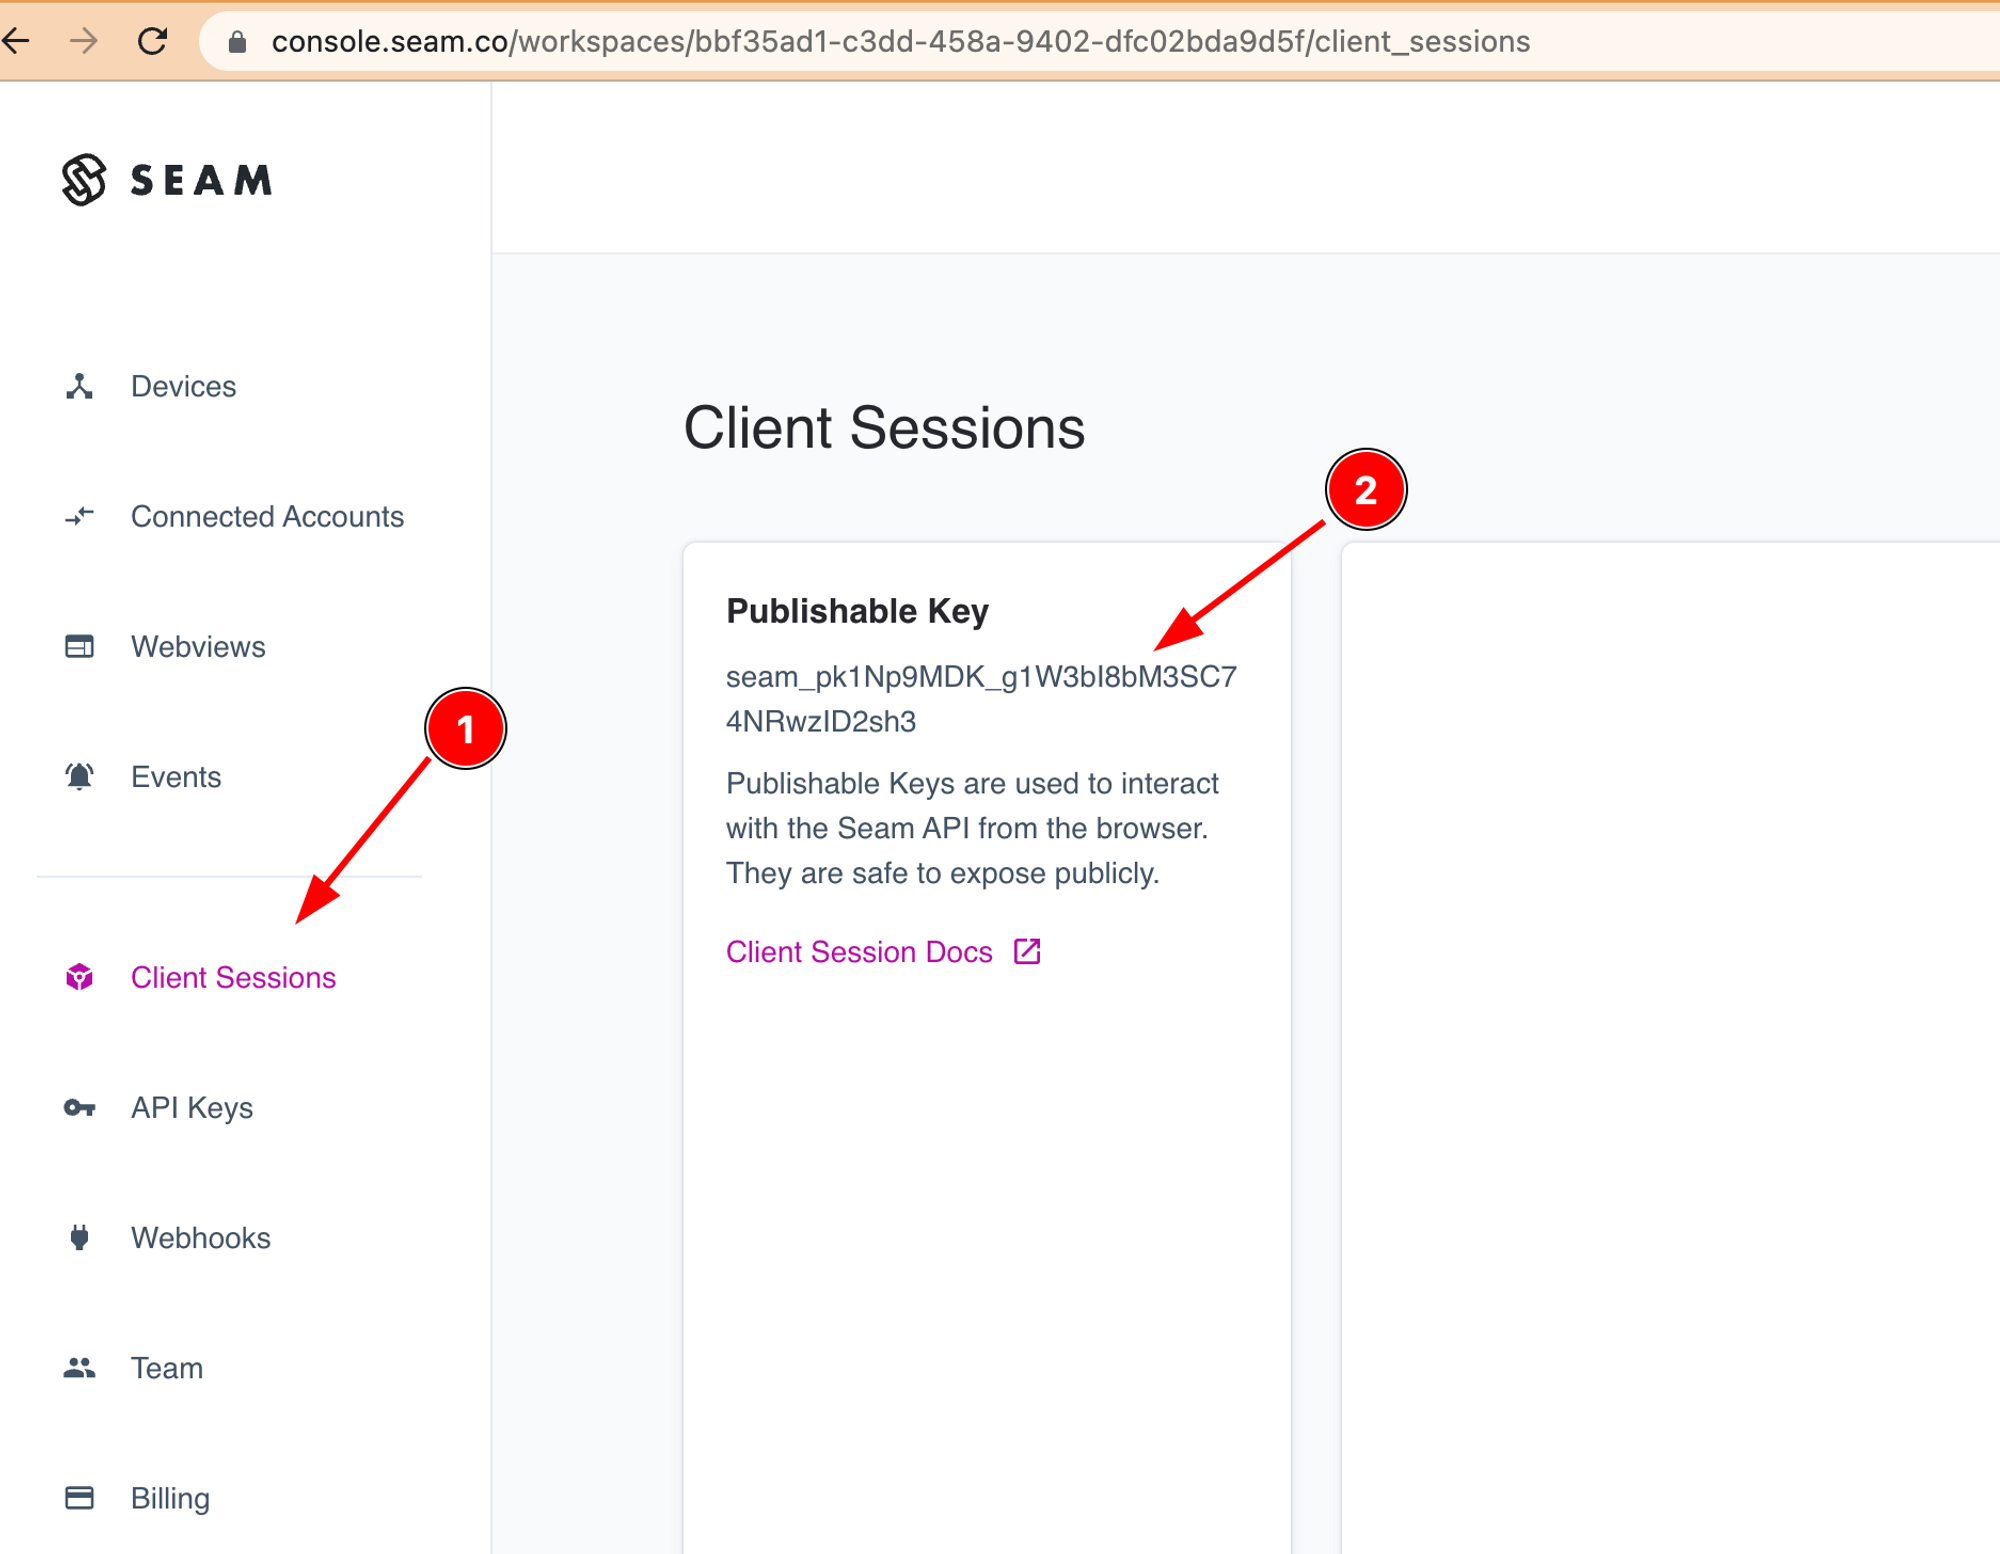 console.seam.co/workspaces/bbf35ad1-c3dd-458a-9402-dfc02bda9d5f/client_sessions
SEAM
Devices
Connected Accounts
Webviews
Events
1
Client Sessions
API Keys
Webhooks
Team
Billing
Client Sessions
2
Publishable Key
seam_pk1Np9MDK_g1W3bI8bM3SC7
4NRwzID2sh3
Publishable Keys are used to interact
with the Seam API from the browser.
They are safe to expose publicly.
Client Session Docs